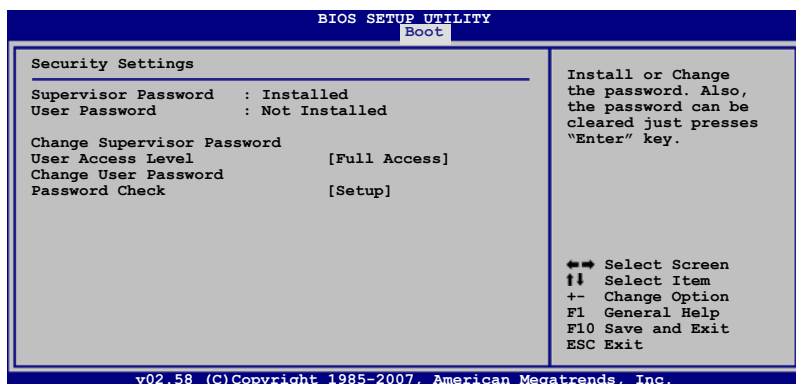 BIOS SETUP UTILITY
Boot
Security Settings
Supervisor Password : Installed
User Password : Not Installed
Change Supervisor Password
User Access Level [Full Access]
Change User Password
Password Check [Setup]
Install or Change
the password. Also,
the password can be
cleared just presses
“Enter” key.
←→ Select Screen
↑↓ Select Item
+- Change Option
F1 General Help
F10 Save and Exit
ESC Exit
v02.58 (C)Copyright 1985-2007, American Megatrends, Inc.